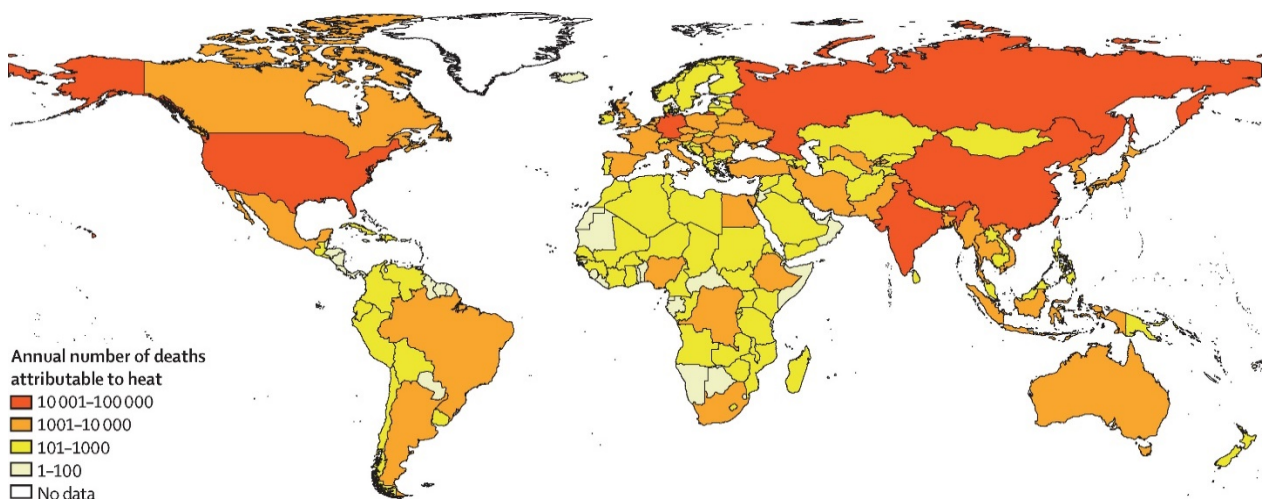 Annual number of deaths
attributable to heat
10 001–100 000
1001–10 000
101–1000
1–100
No data